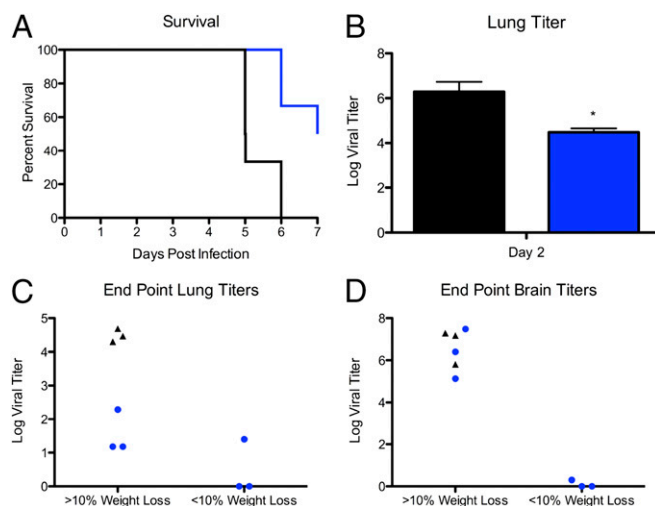 A
Survival
100
80
60
40
20
0
Percent Survival
0 1 2 3 4 5 6 7
Days Post Infection
B
Lung Titer
8
6
4
2
0
Log Viral Titer
*
Day 2
C
End Point Lung Titers
5
4
3
2
1
0
Log Viral Titer
>10% Weight Loss <10% Weight Loss
D
End Point Brain Titers
8
6
4
2
0
Log Viral Titer
>10% Weight Loss <10% Weight Loss